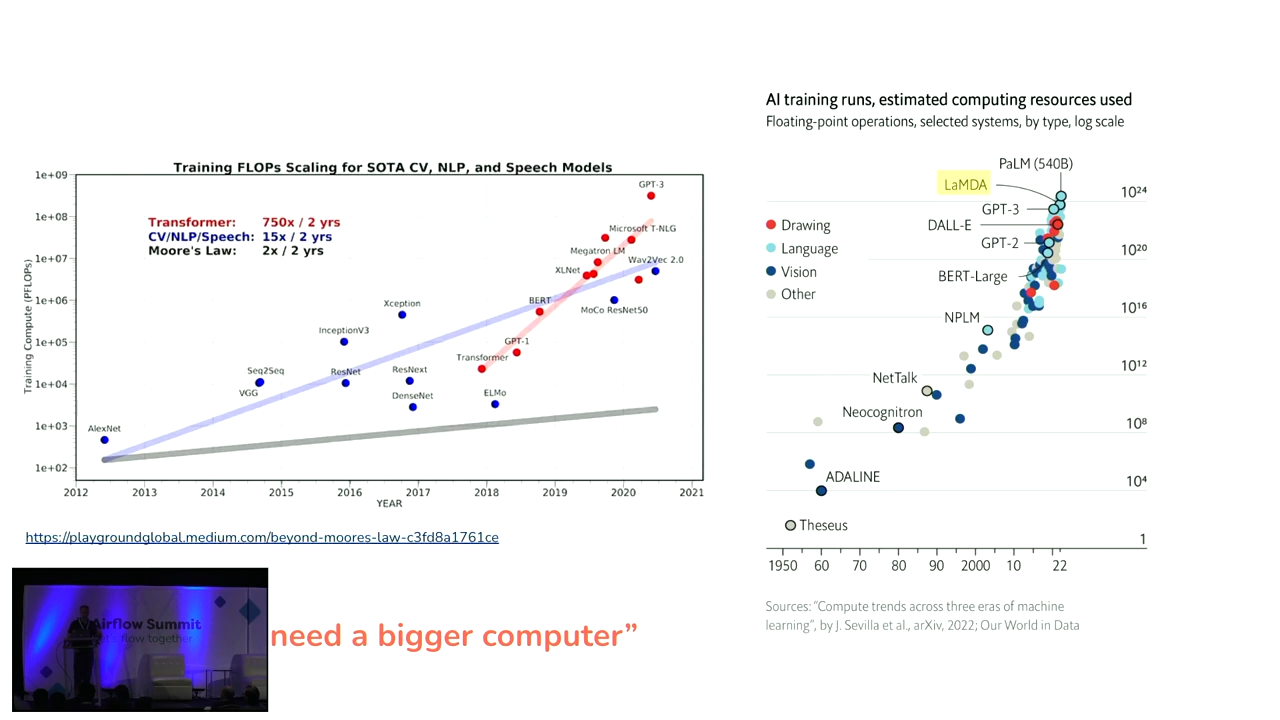 Training FLOPs Scaling for SOTA CV, NLP, and Speech Models
Training Compute (PFLOPs)
1e+09
1e+08
1e+07
1e+06
1e+05
1e+04
1e+03
1e+02
Transformer: 750x / 2 yrs
CV/NLP/Speech: 15x / 2 yrs
Moore's Law: 2x / 2 yrs
GPT-3
Microsoft T-NLG
Megatron LM
Wav2Vec 2.0
XLNet
BERT
MoCo ResNet50
Xception
InceptionV3
GPT-1
Transformer
Seq2Seq
VGG
ResNet
ResNext
DenseNet
ELMo
AlexNet
2012 2013 2014 2015 2016 2017 2018 2019 2020 2021
YEAR
https://playgroundglobal.medium.com/beyond-moores-law-c3fd8a1761ce
Airflow Summit
Let's flow together
need a bigger computer”
AI training runs, estimated computing resources used
Floating-point operations, selected systems, by type, log scale
PaLM (540B)
LaMDA
GPT-3
DALL-E
GPT-2
BERT-Large
NPLM
NetTalk
Neocognitron
ADALINE
Theseus
Drawing
Language
Vision
Other
10²⁴
10²⁰
10¹⁶
10¹²
10⁸
10⁴
1
1950 60 70 80 90 2000 10 22
Sources: “Compute trends across three eras of machine
learning”, by J. Sevilla et al., arXiv, 2022; Our World in Data